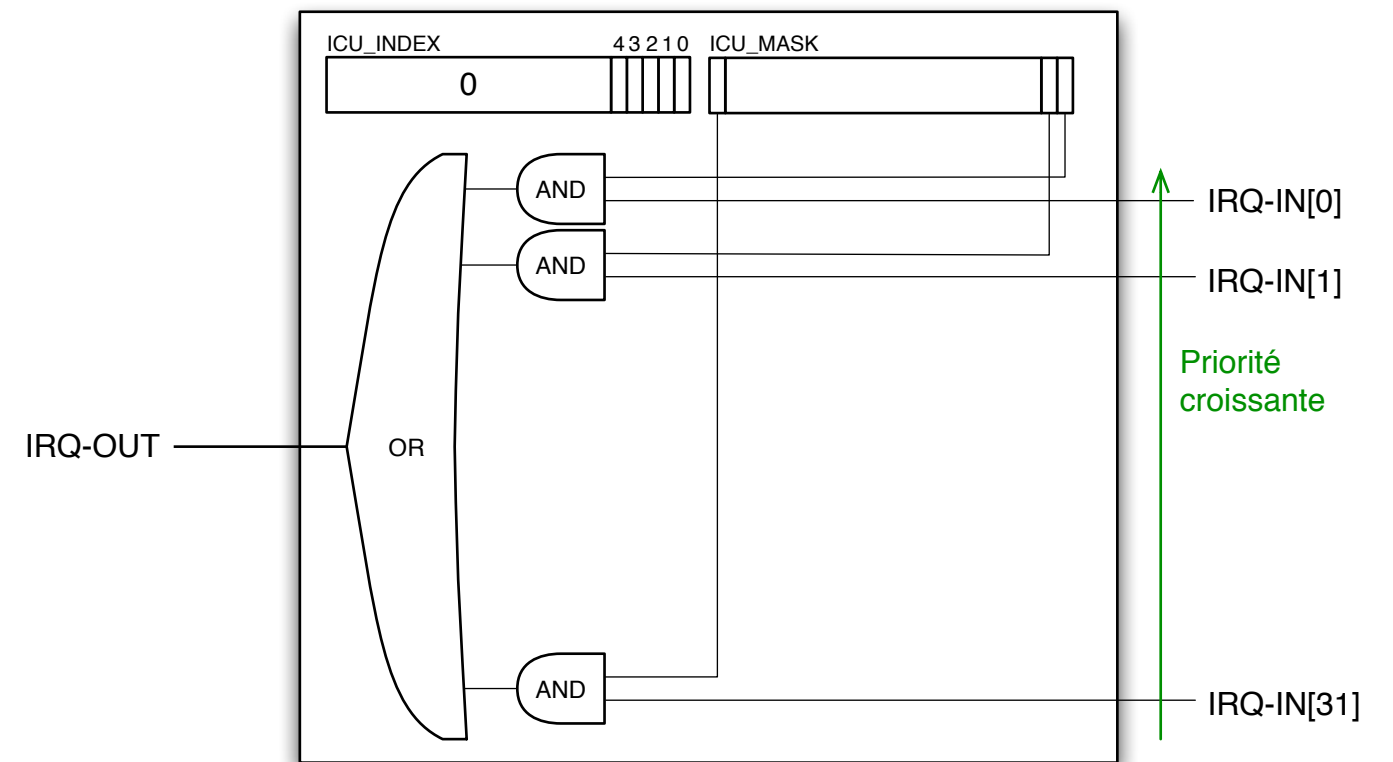 ICU_INDEX 4 3 2 1 0 ICU_MASK
0
AND
IRQ-IN[0]
AND
IRQ-IN[1]
Priorité
croissante
IRQ-OUT
OR
AND
IRQ-IN[31]